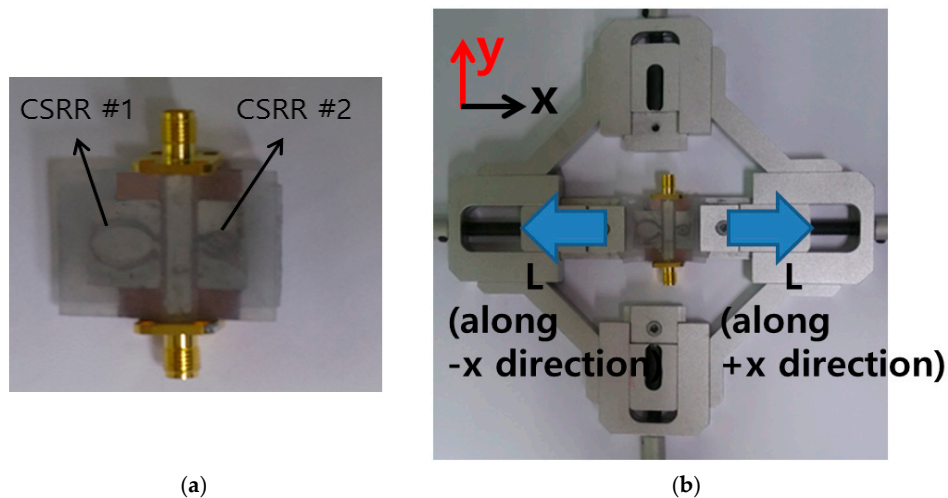 CSRR #1
CSRR #2
y
x
L
(along
-x direction)
L
(along
+x direction)
(a)
(b)